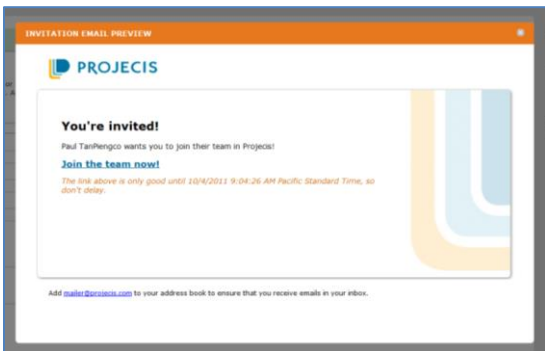 INVITATION EMAIL PREVIEW
PROJECIS
You're invited!
Paul TanPiengco wants you to join their team in Projecis!
Join the team now!
The link above is only good until 10/4/2011 9:04:26 AM Pacific Standard Time, so
don't delay.
Add mailer@projecis.com to your address book to ensure that you receive emails in your inbox.